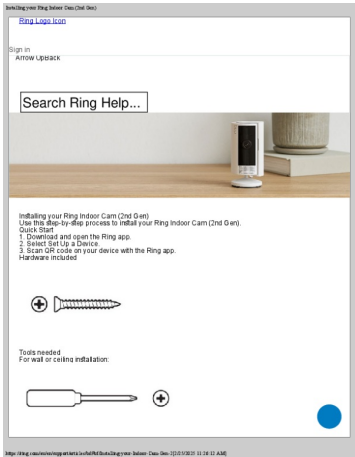 Installing your Ring Indoor Cam (2nd Gen)
Ring Logo Icon
Sign in
Arrow UpBack
Search Ring Help...
Installing your Ring Indoor Cam (2nd Gen)
Use this step-by-step process to install your Ring Indoor Cam (2nd Gen).
Quick Start
1. Download and open the Ring app.
2. Select Set Up a Device.
3. Scan QR code on your device with the Ring app.
Hardware included
Tools needed
For wall or ceiling installation: